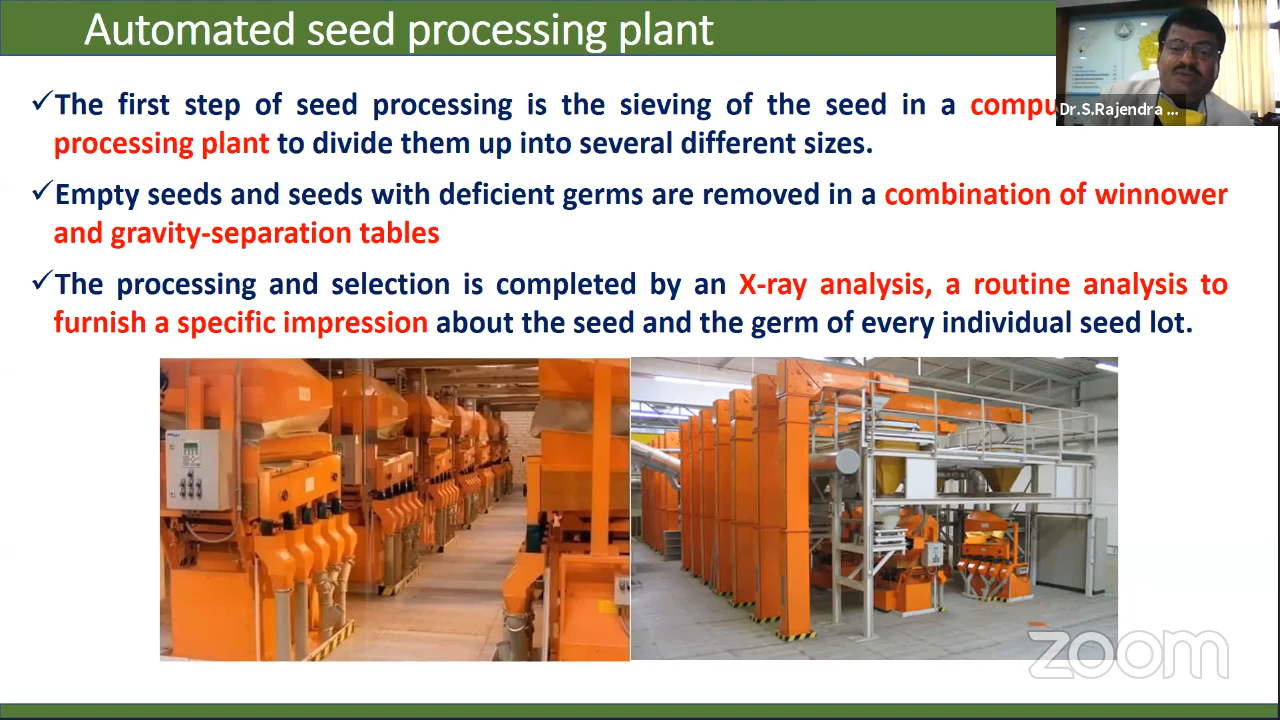 Automated seed processing plant
Dr.S.Rajendra ...
✓The first step of seed processing is the sieving of the seed in a
processing plant to divide them up into several different sizes.
✓Empty seeds and seeds with deficient germs are removed in a combination of winnower
and gravity-separation tables
✓The processing and selection is completed by an X-ray analysis, a routine analysis to
furnish a specific impression about the seed and the germ of every individual seed lot.
zoom